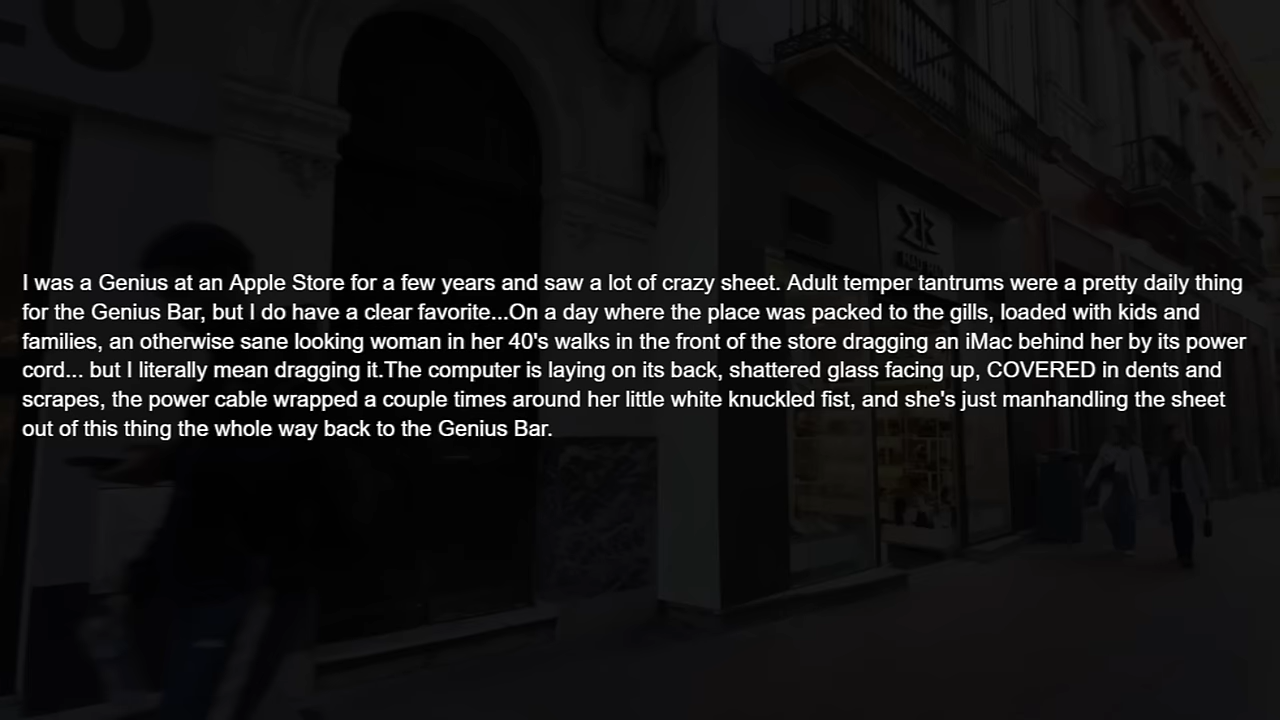 I was a Genius at an Apple Store for a few years and saw a lot of crazy sheet. Adult temper tantrums were a pretty daily thing
for the Genius Bar, but I do have a clear favorite...On a day where the place was packed to the gills, loaded with kids and
families, an otherwise sane looking woman in her 40's walks in the front of the store dragging an iMac behind her by its power
cord... but I literally mean dragging it.The computer is laying on its back, shattered glass facing up, COVERED in dents and
scrapes, the power cable wrapped a couple times around her little white knuckled fist, and she's just manhandling the sheet
out of this thing the whole way back to the Genius Bar.